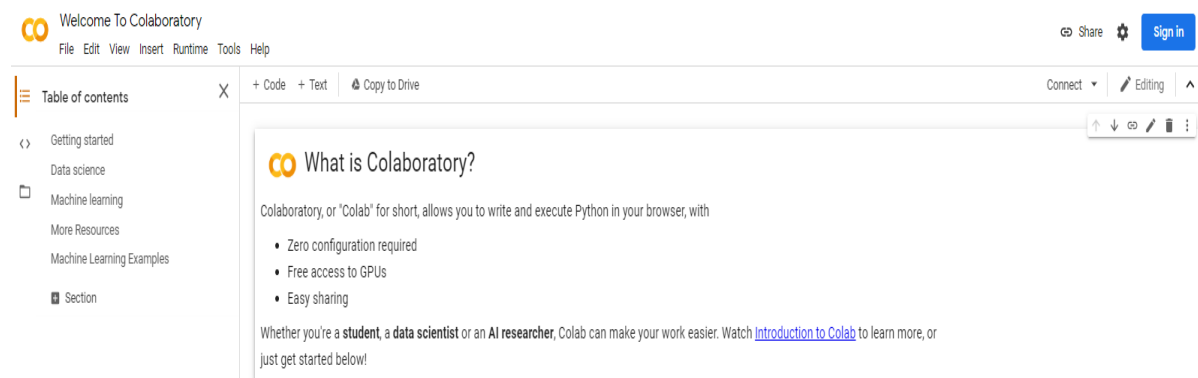 Welcome To Colaboratory
File Edit View Insert Runtime Tools Help
Share
Sign in
Table of contents
Getting started
Data science
Machine learning
More Resources
Machine Learning Examples
Section
+ Code + Text Copy to Drive
Connect Editing
What is Colaboratory?
Colaboratory, or "Colab" for short, allows you to write and execute Python in your browser, with
• Zero configuration required
• Free access to GPUs
• Easy sharing
Whether you're a student, a data scientist or an AI researcher, Colab can make your work easier. Watch Introduction to Colab to learn more, or
just get started below!